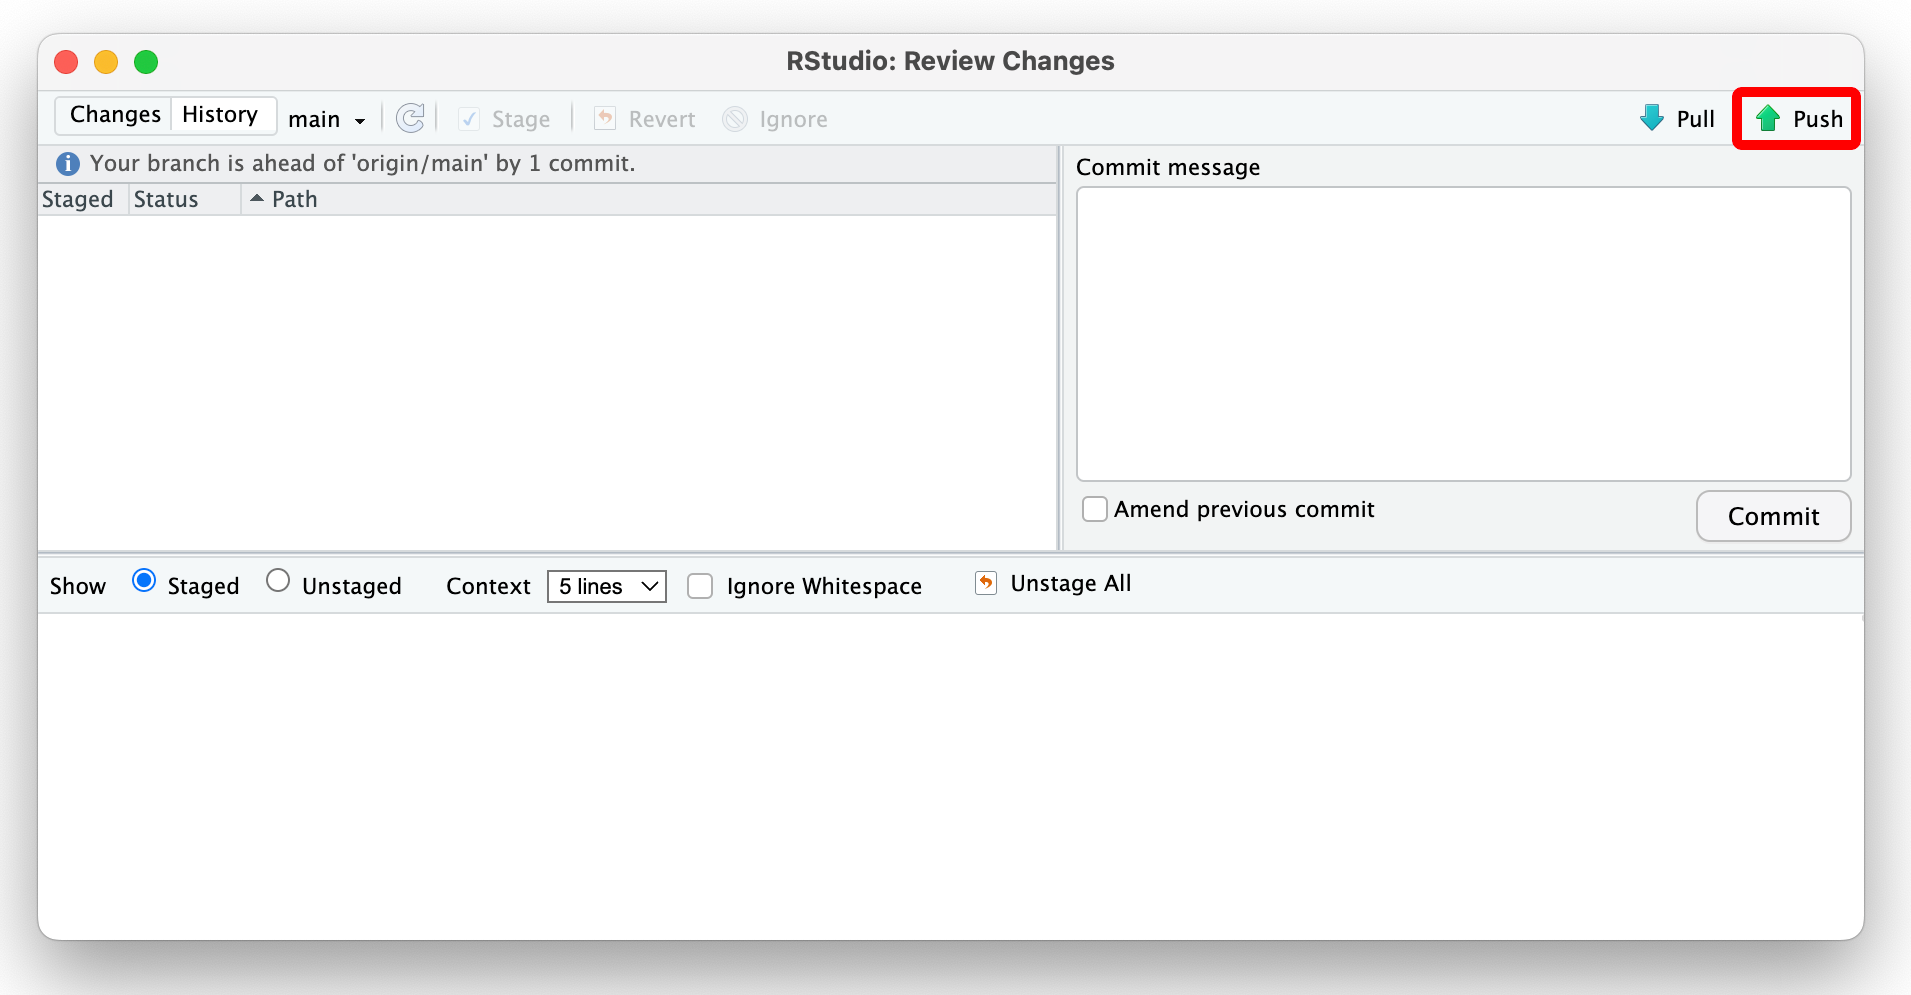 RStudio: Review Changes
Changes History main Stage Revert Ignore Pull Push
Your branch is ahead of 'origin/main' by 1 commit.
Staged Status Path
Commit message
Amend previous commit
Commit
Show Staged Unstaged Context 5 lines Ignore Whitespace Unstage All